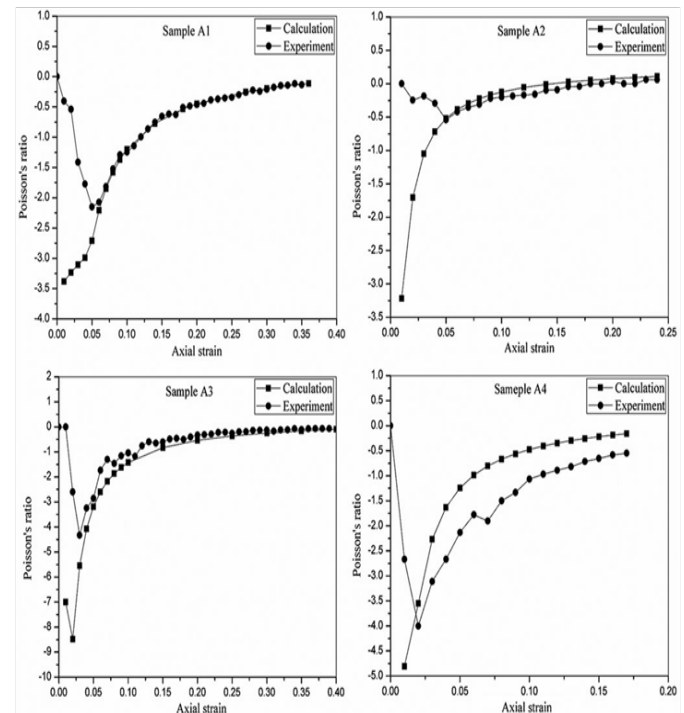 Sample A1
Calculation
Experiment
1.0
0.5
0.0
-0.5
-1.0
-1.5
-2.0
-2.5
-3.0
-3.5
-4.0
Poisson's ratio
0.00 0.05 0.10 0.15 0.20 0.25 0.30 0.35 0.40
Axial strain
Sample A2
Calculation
Experiment
1.0
0.5
0.0
-0.5
-1.0
-1.5
-2.0
-2.5
-3.0
-3.5
Poisson's ratio
0.00 0.05 0.10 0.15 0.20 0.25
Axial strain
Sample A3
Calculation
Experiment
2
1
0
-1
-2
-3
-4
-5
-6
-7
-8
-9
-10
Poisson's ratio
0.00 0.05 0.10 0.15 0.20 0.25 0.30 0.35 0.40
Axial strain
Sameple A4
Calculation
Experiment
1.0
0.5
0.0
-0.5
-1.0
-1.5
-2.0
-2.5
-3.0
-3.5
-4.0
-4.5
-5.0
Poisson's ratio
0.00 0.05 0.10 0.15 0.20
Axial strain